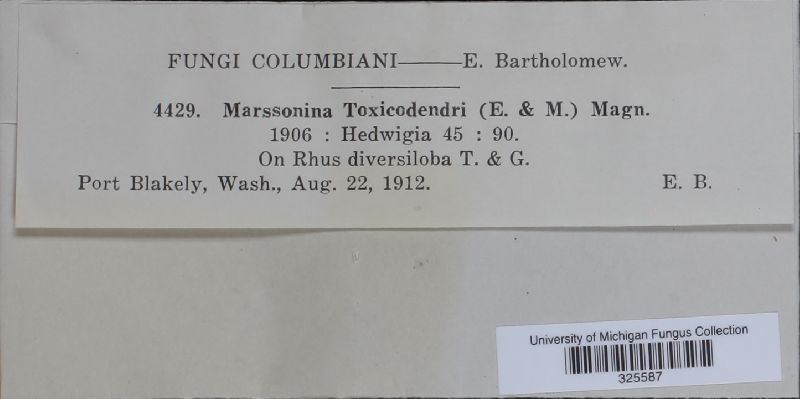 FUNGI COLUMBIANI——E. Bartholomew.
4429. Marssonina Toxicodendri (E. & M.) Magn.
1906 : Hedwigia 45 : 90.
On Rhus diversiloba T. & G.
Port Blakely, Wash., Aug. 22, 1912. E. B.
University of Michigan Fungus Collection
325587